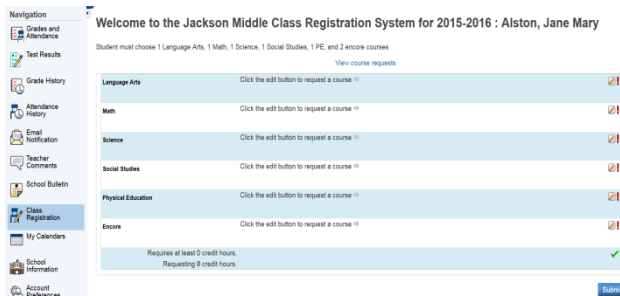 Navigation
Grades and
Attendance
Test Results
Grade History
Attendance
History
Email
Notification
Teacher
Comments
School Bulletin
Class
Registration
My Calendars
School
Information
Account
Preferences
Welcome to the Jackson Middle Class Registration System for 2015-2016 : Alston, Jane Mary
Student must choose 1 Language Arts, 1 Math, 1 Science, 1 Social Studies, 1 PE, and 2 encore courses
View course requests
Language Arts Click the edit button to request a course
Math Click the edit button to request a course
Science Click the edit button to request a course
Social Studies Click the edit button to request a course
Physical Education Click the edit button to request a course
Encore Click the edit button to request a course
Requires at least 0 credit hours.
Requesting 0 credit hours.
Submi